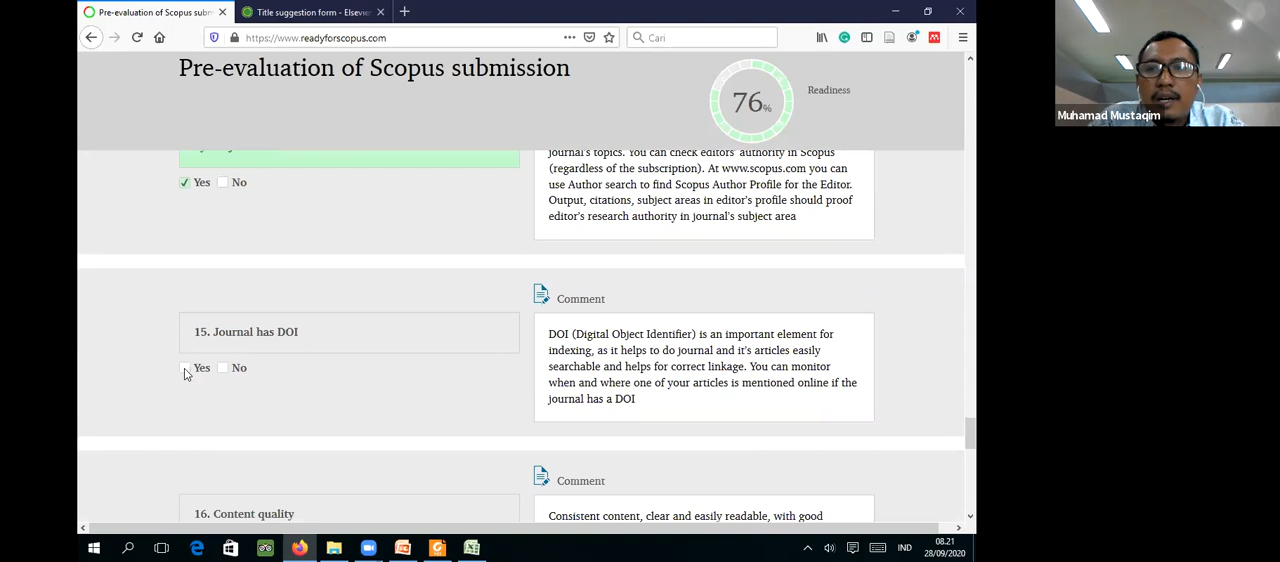 Pre-evaluation of Scopus subm
Title suggestion form - Elsevier
https://www.readyforscopus.com
Cari
Pre-evaluation of Scopus submission
76%
Readiness
Muhamad Mustaqim
journal's topics. You can check editors' authority in Scopus
(regardless of the subscription). At www.scopus.com you can
use Author search to find Scopus Author Profile for the Editor.
Output, citations, subject areas in editor's profile should proof
editor's research authority in journal's subject area
Yes No
Comment
15. Journal has DOI
DOI (Digital Object Identifier) is an important element for
indexing, as it helps to do journal and it's articles easily
searchable and helps for correct linkage. You can monitor
when and where one of your articles is mentioned online if the
journal has a DOI
Yes No
Comment
16. Content quality
Consistent content, clear and easily readable, with good
IND
08.21
28/09/2020